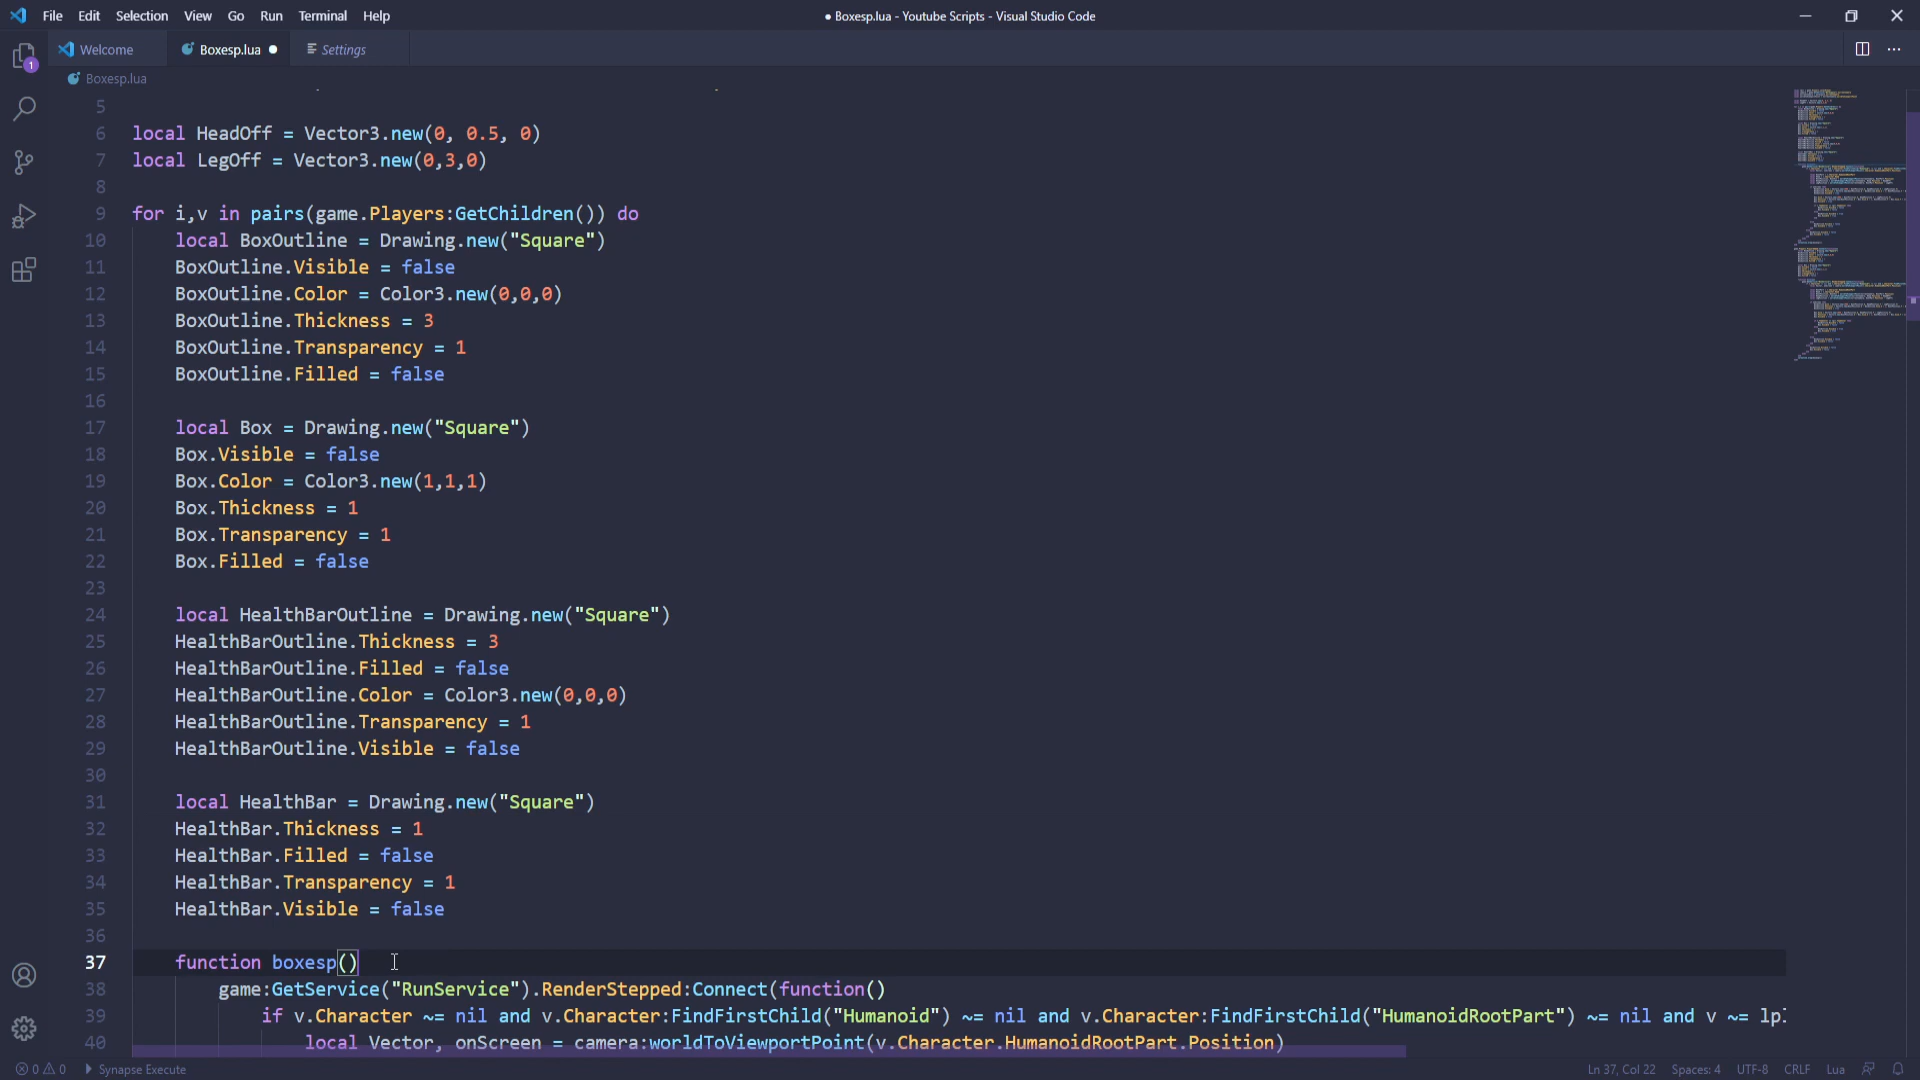 File Edit Selection View Go Run Terminal Help
● Boxesp.lua - Youtube Scripts - Visual Studio Code
Welcome Boxesp.lua Settings
1
Boxesp.lua
5
6 local HeadOff = Vector3.new(0, 0.5, 0)
7 local LegOff = Vector3.new(0,3,0)
8
9 for i,v in pairs(game.Players:GetChildren()) do
10 local BoxOutline = Drawing.new("Square")
11 BoxOutline.Visible = false
12 BoxOutline.Color = Color3.new(0,0,0)
13 BoxOutline.Thickness = 3
14 BoxOutline.Transparency = 1
15 BoxOutline.Filled = false
16
17 local Box = Drawing.new("Square")
18 Box.Visible = false
19 Box.Color = Color3.new(1,1,1)
20 Box.Thickness = 1
21 Box.Transparency = 1
22 Box.Filled = false
23
24 local HealthBarOutline = Drawing.new("Square")
25 HealthBarOutline.Thickness = 3
26 HealthBarOutline.Filled = false
27 HealthBarOutline.Color = Color3.new(0,0,0)
28 HealthBarOutline.Transparency = 1
29 HealthBarOutline.Visible = false
30
31 local HealthBar = Drawing.new("Square")
32 HealthBar.Thickness = 1
33 HealthBar.Filled = false
34 HealthBar.Transparency = 1
35 HealthBar.Visible = false
36
37 function boxesp()
38 game:GetService("RunService").RenderStepped:Connect(function()
39 if v.Character ~= nil and v.Character:FindFirstChild("Humanoid") ~= nil and v.Character:FindFirstChild("HumanoidRootPart") ~= nil and v ~= lpl
40 local Vector, onScreen = camera:worldToViewportPoint(v.Character.HumanoidRootPart.Position)
0 0 Synapse Execute Ln 37, Col 22 Spaces: 4 UTF-8 CRLF Lua